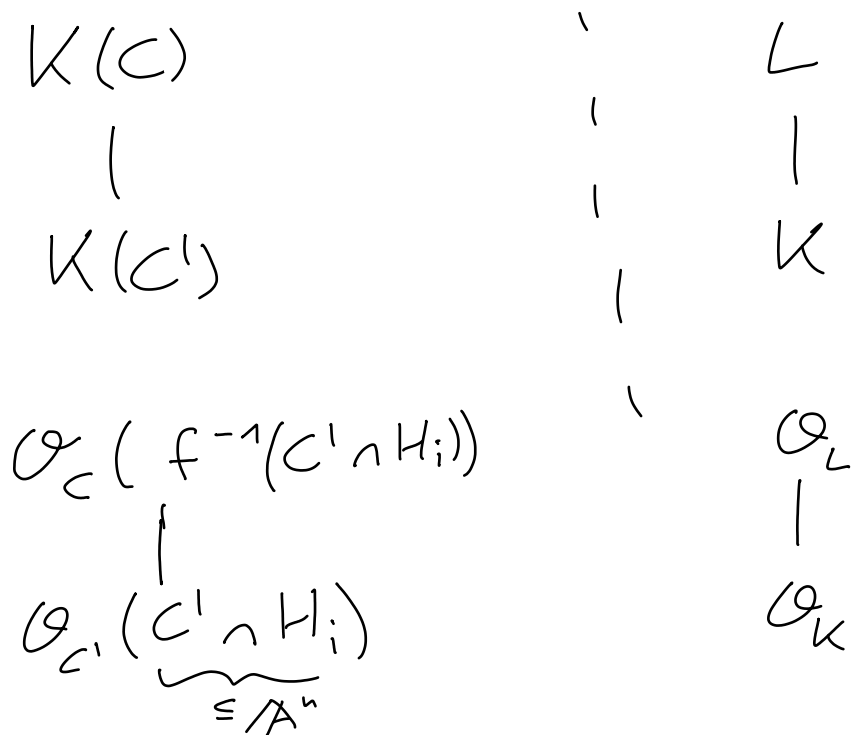 K(C) L
K(C') K
O_C(f^{-1}(C' ∩ H_i)) O_L
O_{C'}(C' ∩ H_i) O_K
⊆ 𝔸^n